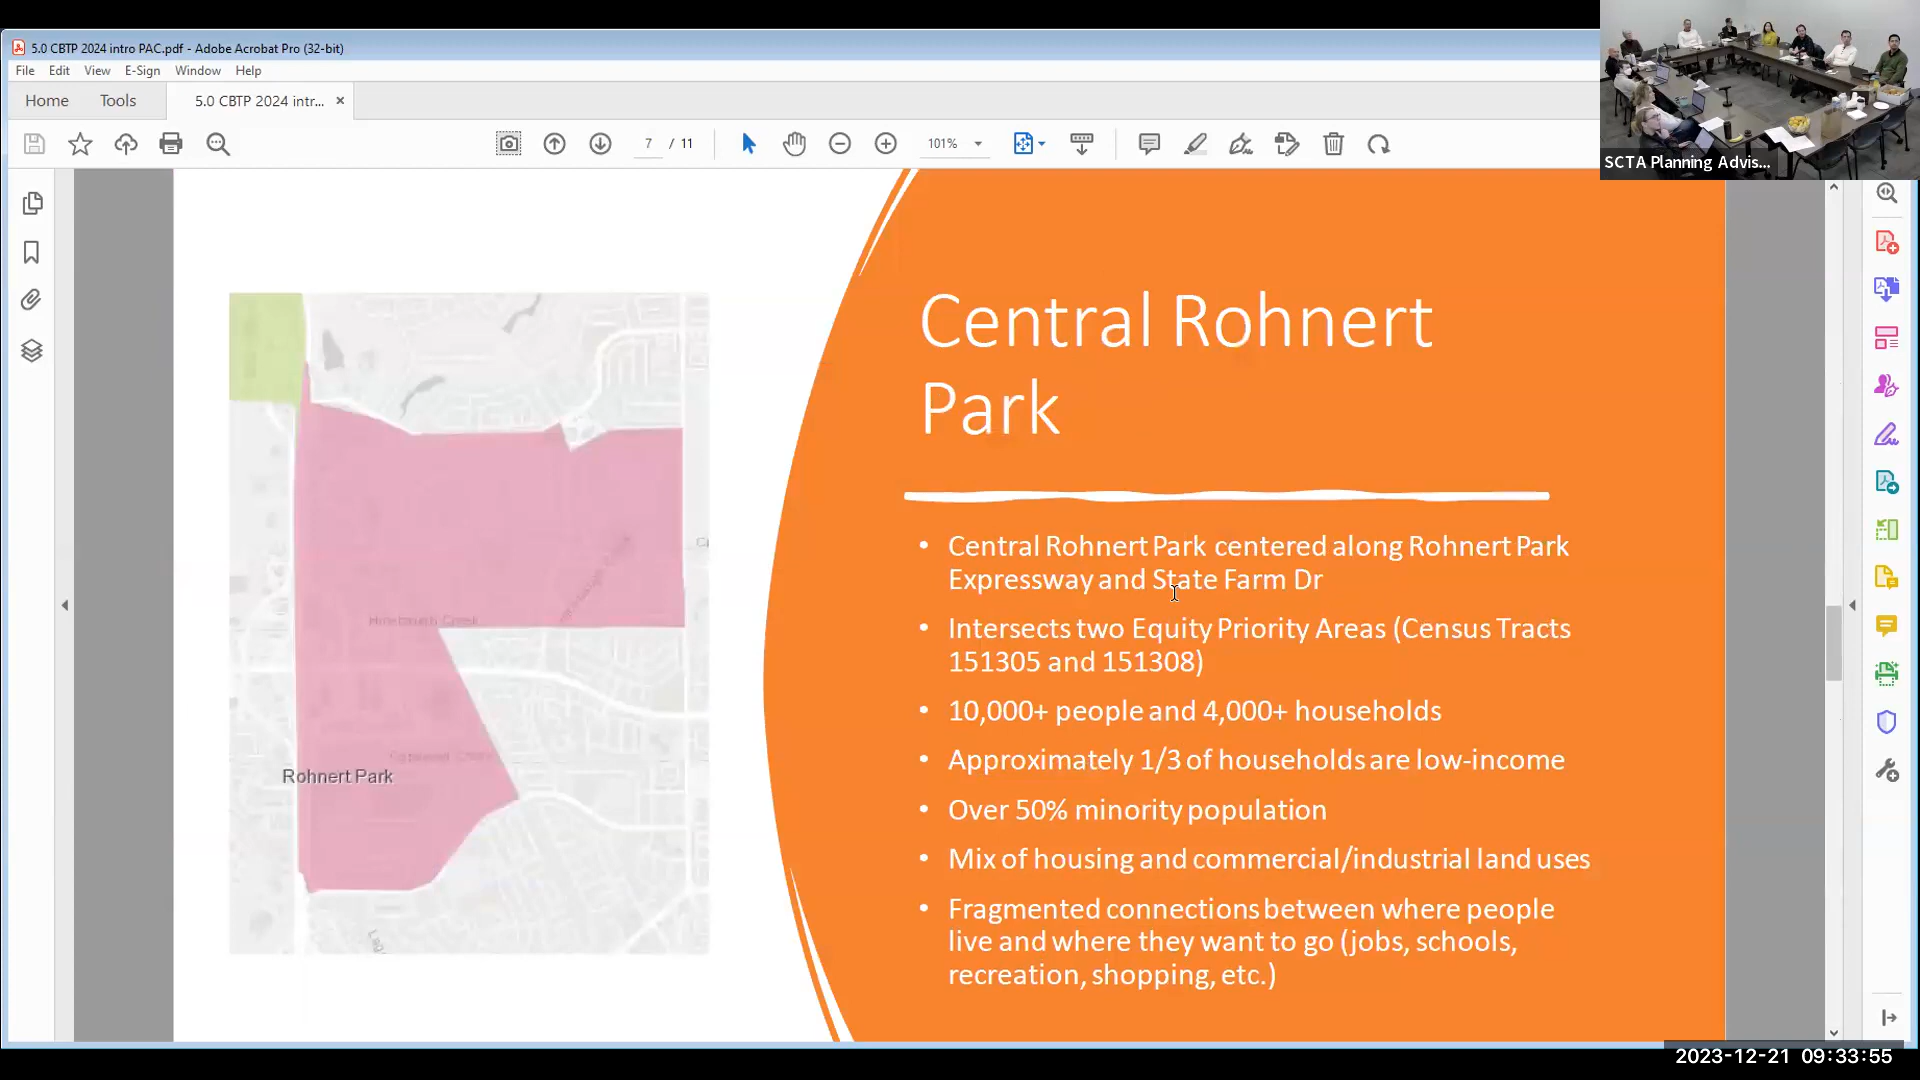 5.0 CBTP 2024 intro PAC.pdf - Adobe Acrobat Pro (32-bit)
File Edit View E-Sign Window Help
Home Tools 5.0 CBTP 2024 intr... ×
7 / 11 101%
SCTA Planning Advis...
Central Rohnert
Park
• Central Rohnert Park centered along Rohnert Park
Expressway and State Farm Dr
• Intersects two Equity Priority Areas (Census Tracts
151305 and 151308)
• 10,000+ people and 4,000+ households
• Approximately 1/3 of households are low-income
• Over 50% minority population
• Mix of housing and commercial/industrial land uses
• Fragmented connections between where people
live and where they want to go (jobs, schools,
recreation, shopping, etc.)
Rohnert Park
2023-12-21 09:33:55